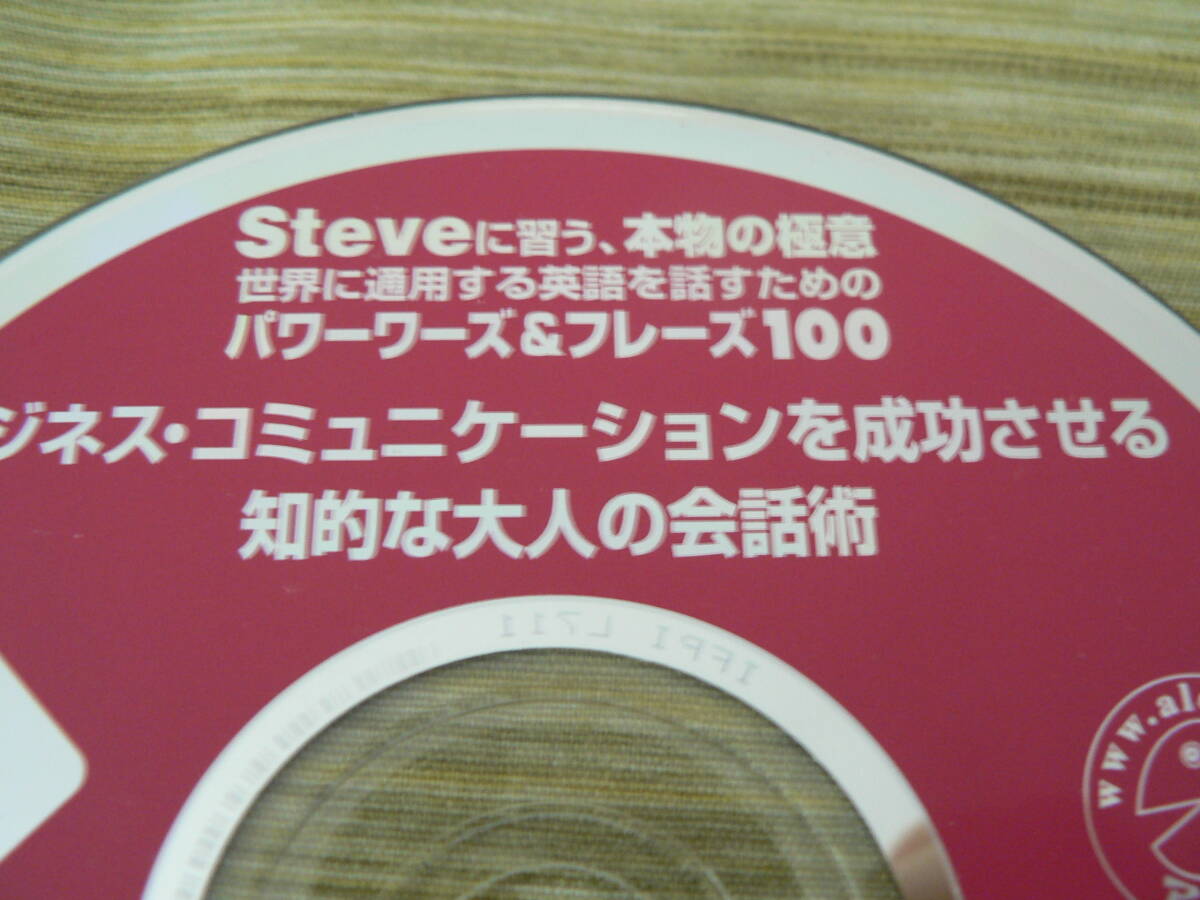 Steveに習う、本物の極意
世界に通用する英語を話すための
パワーワーズ&フレーズ100
ジネス・コミュニケーションを成功させる
知的な大人の会話術
IFPI L711
www.al